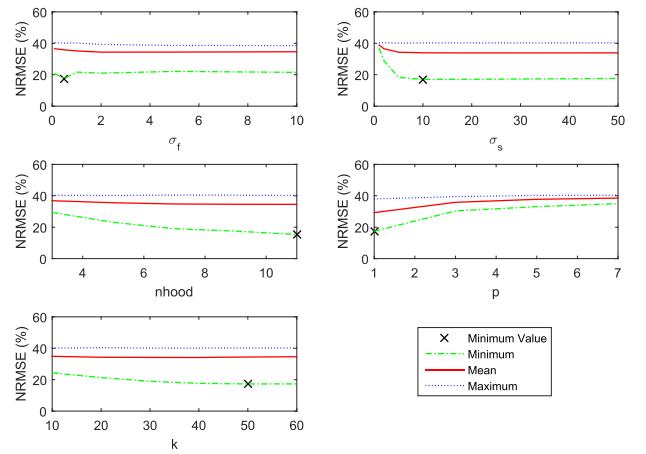 NRMSE (%)
60
40
20
0
0 2 4 6 8 10
σf
NRMSE (%)
60
40
20
0
0 10 20 30 40 50
σs
NRMSE (%)
60
40
20
0
4 6 8 10
nhood
NRMSE (%)
60
40
20
0
1 2 3 4 5 6 7
p
NRMSE (%)
60
40
20
0
10 20 30 40 50 60
k
Minimum Value
Minimum
Mean
Maximum